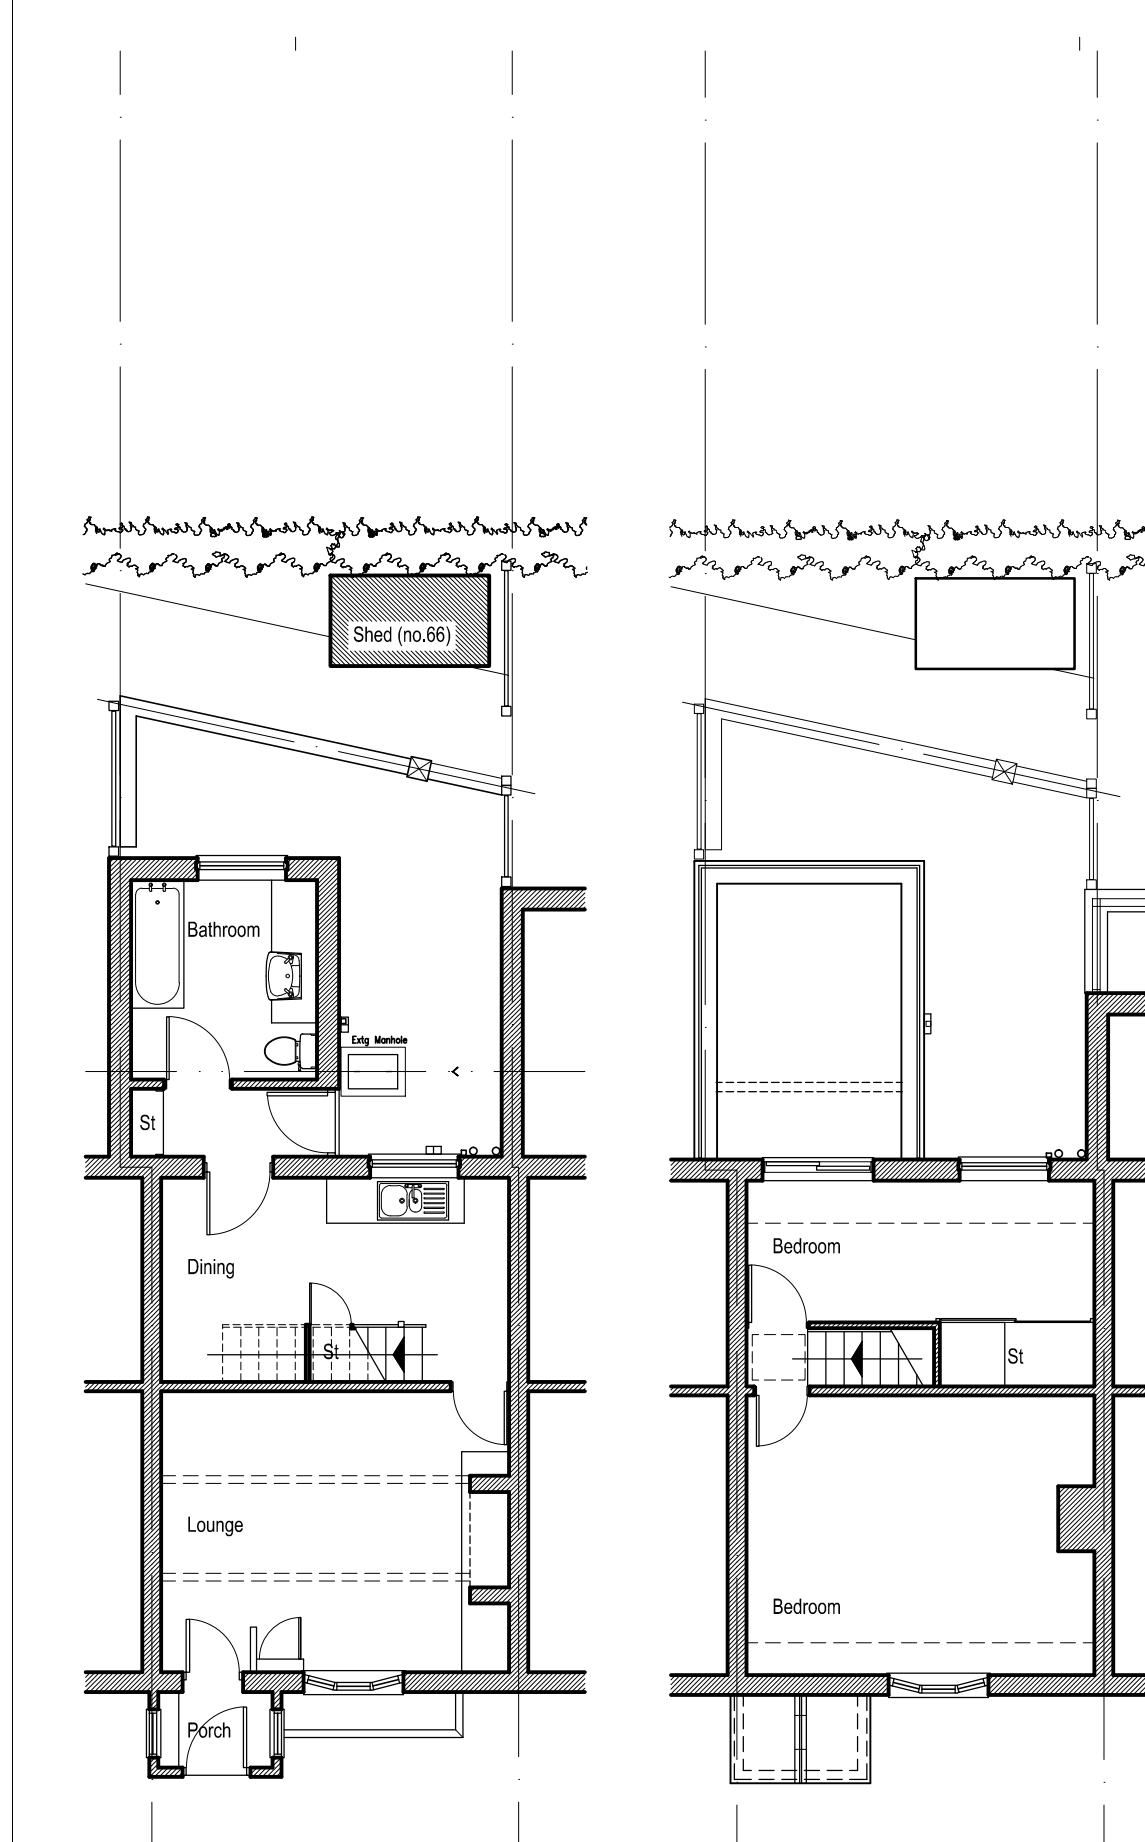 Shed (no.66)
Bathroom
Extg Manhole
St
Dining
St
Lounge
Porch
Bedroom
St
Bedroom